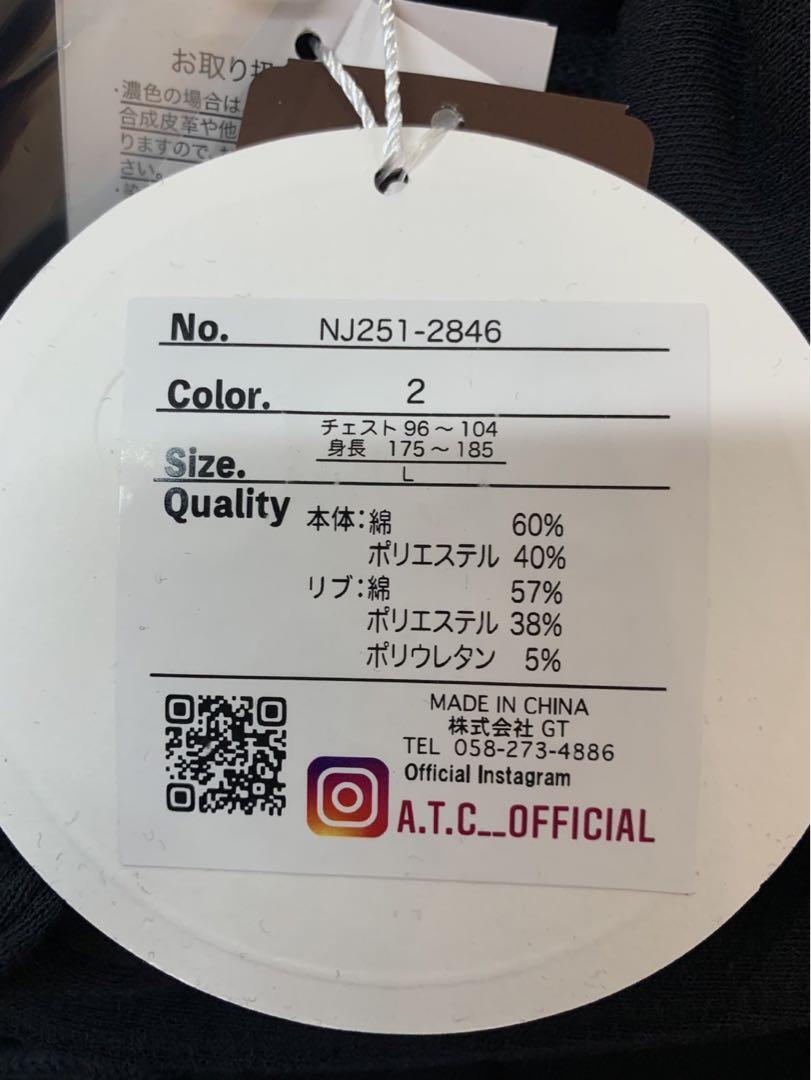 お取り扱
・濃色の場合は
合成皮革や他
りますので、
さい。
No. NJ251-2846
Color. 2
チェスト 96～104
身長 175～185
Size. L
Quality 本体：綿 60%
ポリエステル 40%
リブ：綿 57%
ポリエステル 38%
ポリウレタン 5%
MADE IN CHINA
株式会社 GT
TEL 058-273-4886
Official Instagram
A.T.C__OFFICIAL